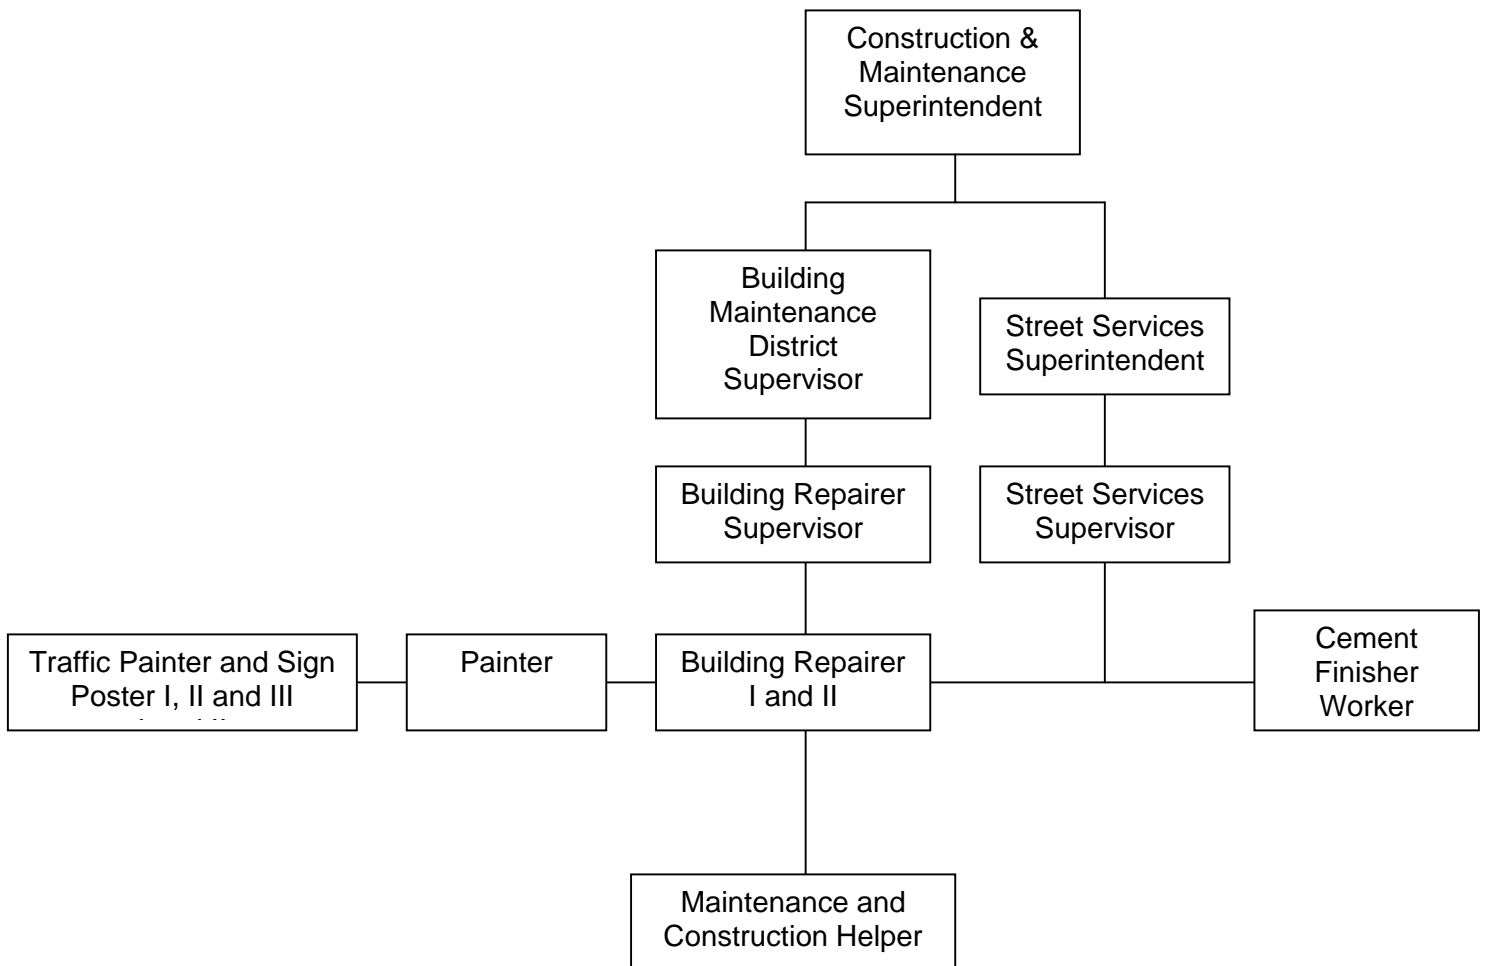 Construction &
Maintenance
Superintendent
Building
Maintenance
District
Supervisor
Street Services
Superintendent
Building Repairer
Supervisor
Street Services
Supervisor
Traffic Painter and Sign
Poster I, II and III
Painter
Building Repairer
I and II
Cement
Finisher
Worker
Maintenance and
Construction Helper